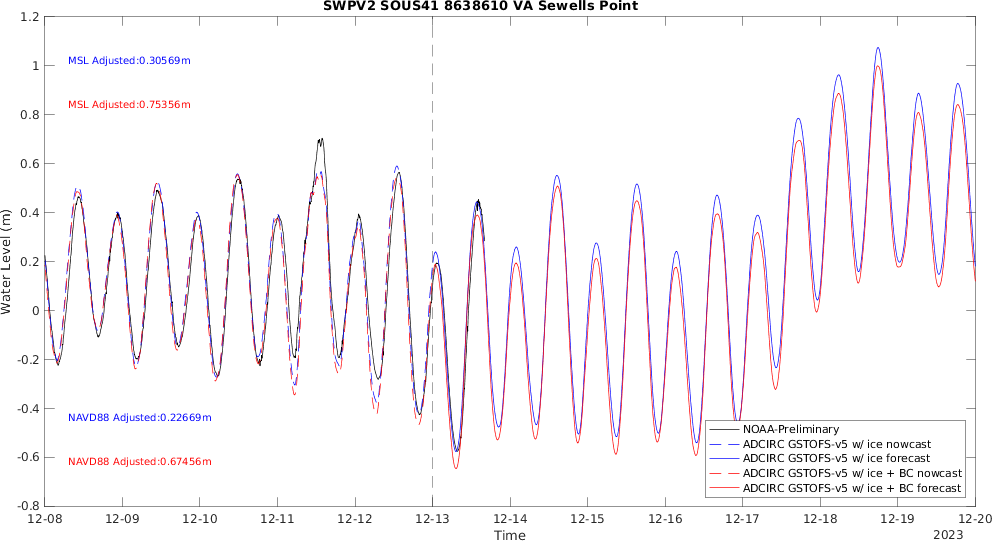 SWPV2 SOUS41 8638610 VA Sewells Point
1.2
1
0.8
0.6
0.4
0.2
0
-0.2
-0.4
-0.6
-0.8
Water Level (m)
MSL Adjusted:0.30569m
MSL Adjusted:0.75356m
NAVD88 Adjusted:0.22669m
NAVD88 Adjusted:0.67456m
NOAA-Preliminary
ADCIRC GSTOFS-v5 w/ ice nowcast
ADCIRC GSTOFS-v5 w/ ice forecast
ADCIRC GSTOFS-v5 w/ ice + BC nowcast
ADCIRC GSTOFS-v5 w/ ice + BC forecast
12-08 12-09 12-10 12-11 12-12 12-13 12-14 12-15 12-16 12-17 12-18 12-19 12-20
Time
2023